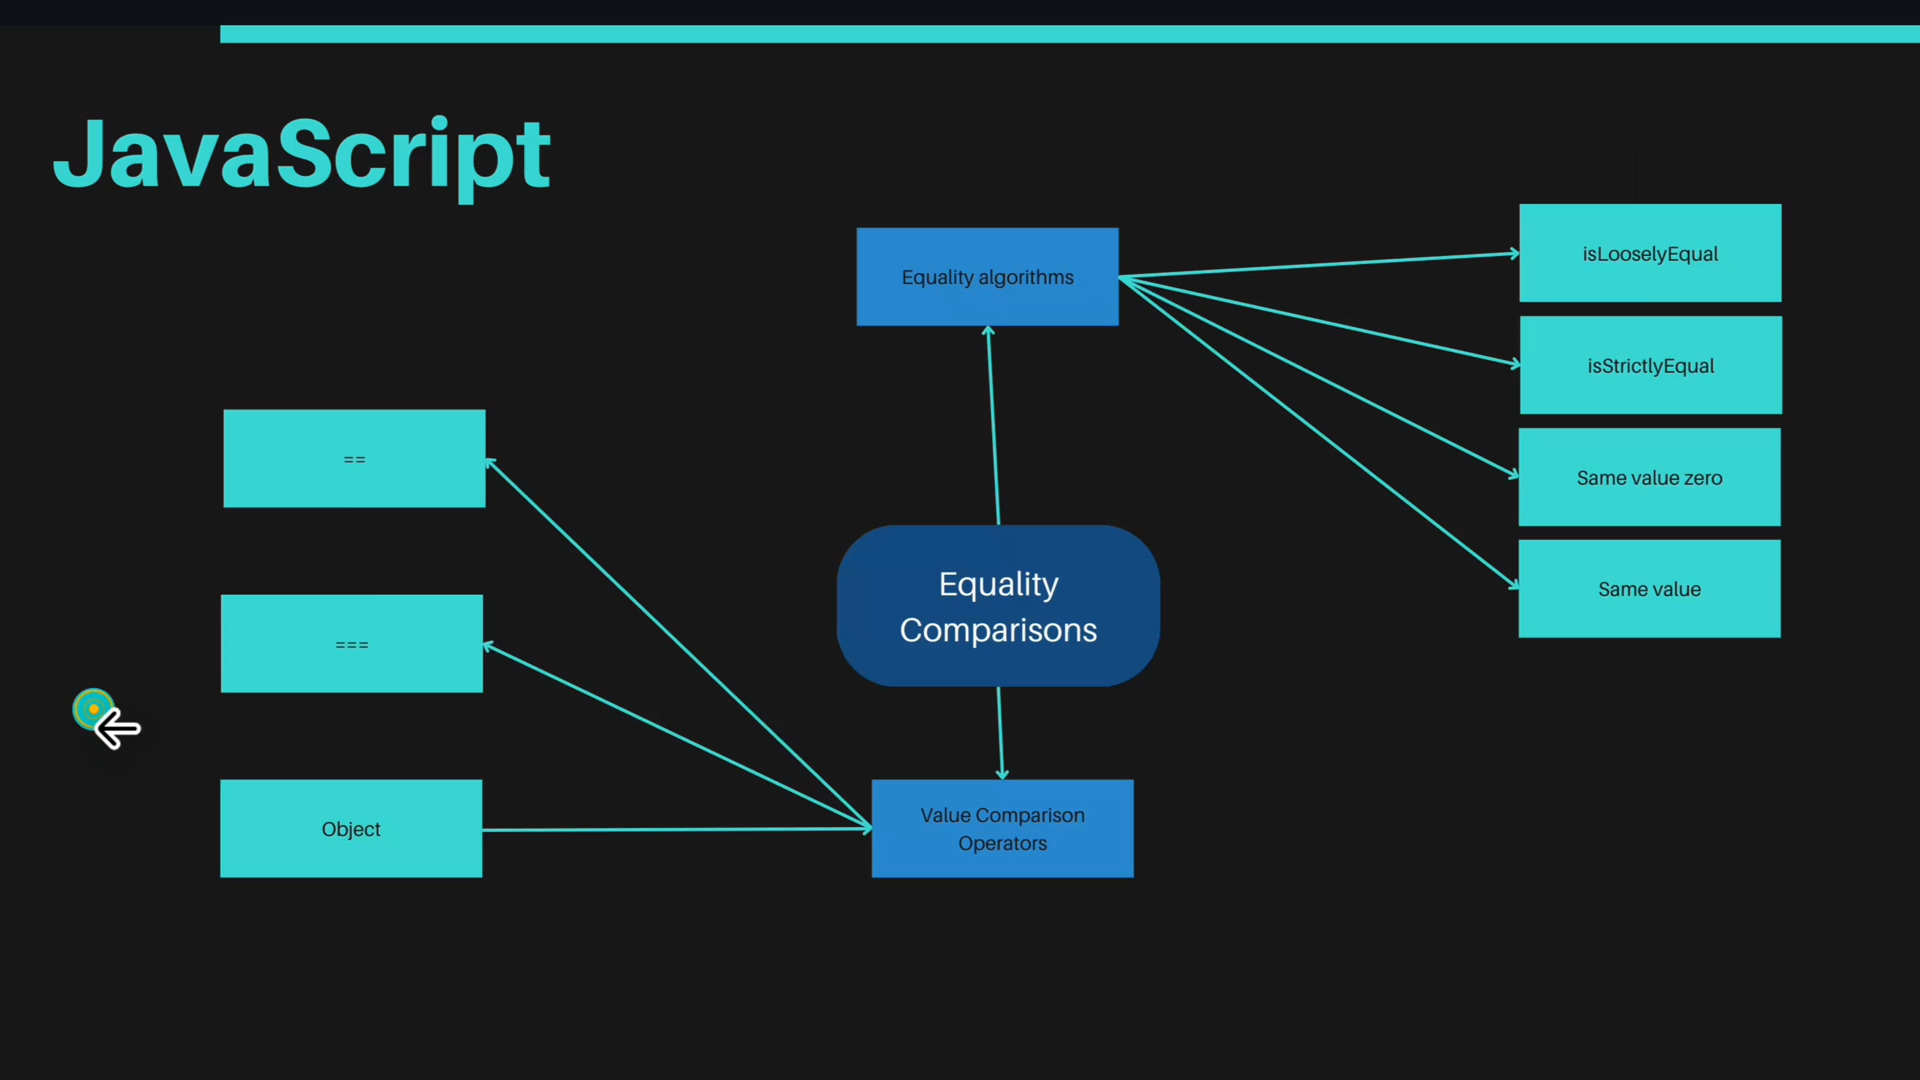 JavaScript
Equality algorithms
isLooselyEqual
isStrictlyEqual
Same value zero
Same value
==
===
Object
Equality
Comparisons
Value Comparison
Operators